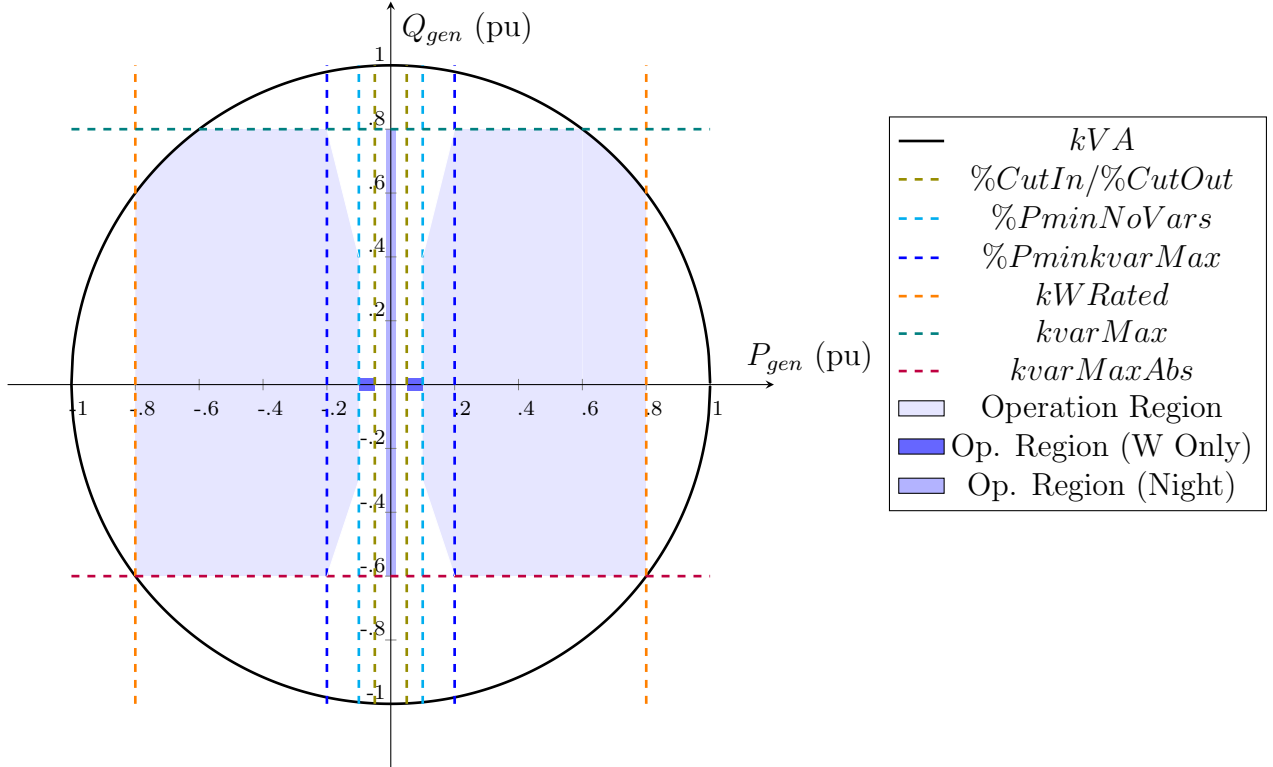 Q_gen (pu)
1
.8
.6
.4
.2
P_gen (pu)
-1
-.8
-.6
-.4
-.2
.2
.4
.6
.8
1
-.2
-.4
-.6
-.8
-1
kVA
%CutIn/%CutOut
%PminNoVars
%PminkvarMax
kWRated
kvarMax
kvarMaxAbs
Operation Region
Op. Region (W Only)
Op. Region (Night)